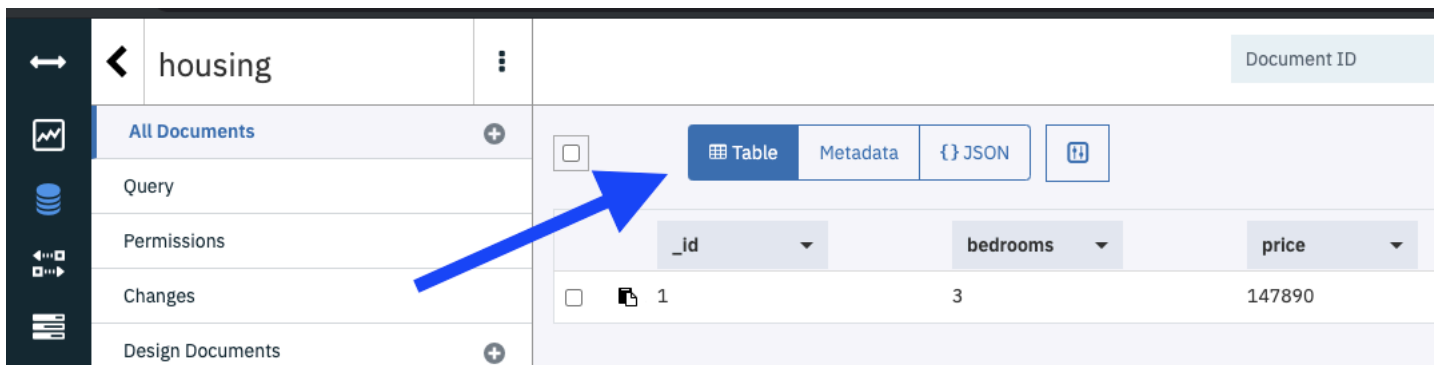 housing
Document ID
All Documents
Table Metadata {} JSON
Query
Permissions
_id bedrooms price
Changes
1 3 147890
Design Documents